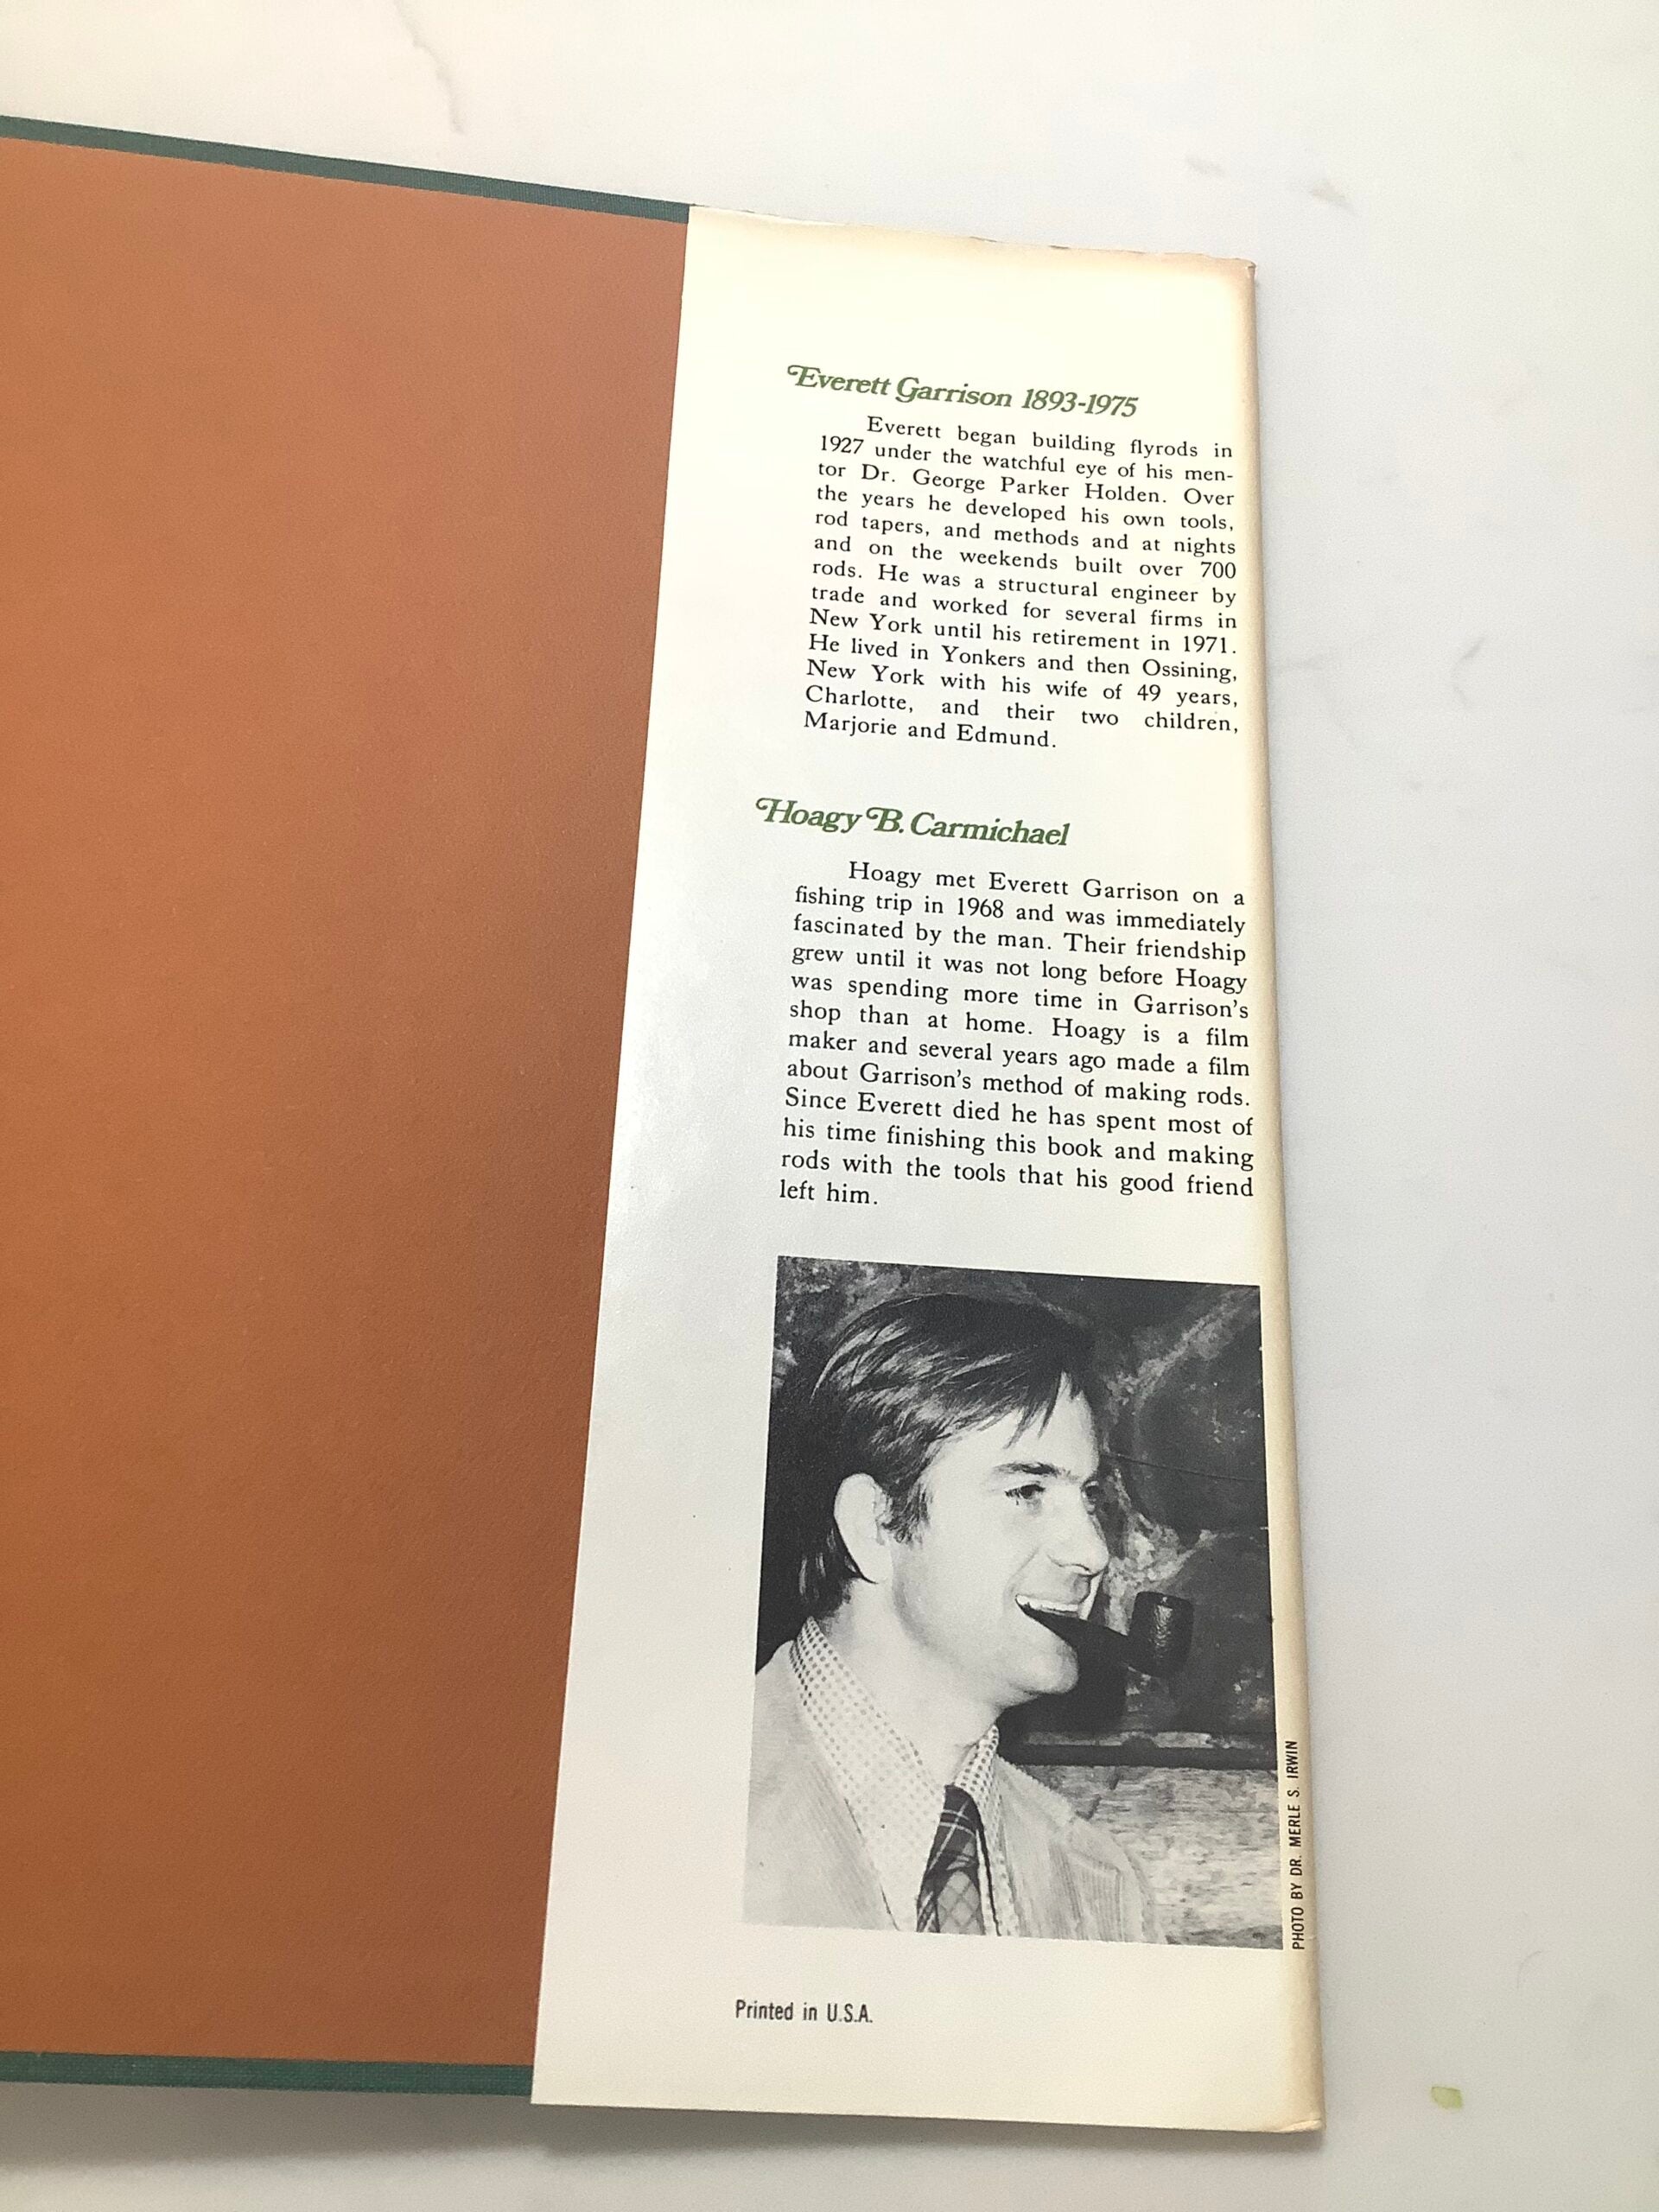 Everett Garrison 1893-1975
Everett began building flyrods in
1927 under the watchful eye of his men-
tor Dr. George Parker Holden. Over
the years he developed his own tools,
rod tapers, and methods and at nights
and on the weekends built over 700
rods. He was a structural engineer by
trade and worked for several firms in
New York until his retirement in 1971.
He lived in Yonkers and then Ossining,
New York with his wife of 49 years,
Charlotte, and their two children,
Marjorie and Edmund.
Hoagy B. Carmichael
Hoagy met Everett Garrison on a
fishing trip in 1968 and was immediately
fascinated by the man. Their friendship
grew until it was not long before Hoagy
was spending more time in Garrison's
shop than at home. Hoagy is a film
maker and several years ago made a film
about Garrison's method of making rods.
Since Everett died he has spent most of
his time finishing this book and making
rods with the tools that his good friend
left him.
PHOTO BY DR. MERLE S. IRWIN
Printed in U.S.A.